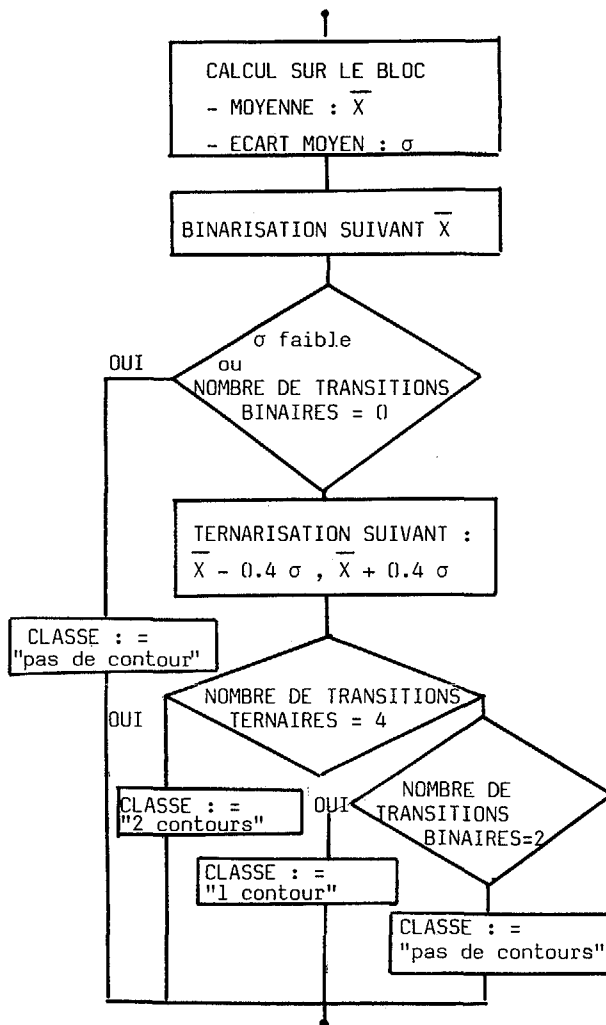 CALCUL SUR LE BLOC
- MOYENNE : X̅
- ECART MOYEN : σ
BINARISATION SUIVANT X̅
σ faible
ou
NOMBRE DE TRANSITIONS
BINAIRES = 0
OUI
TERNARISATION SUIVANT :
X̅ - 0.4 σ , X̅ + 0.4 σ
CLASSE : =
"pas de contour"
NOMBRE DE TRANSITIONS
TERNAIRES = 4
OUI
CLASSE : =
"2 contours"
NOMBRE DE
TRANSITIONS
BINAIRES=2
OUI
CLASSE : =
"1 contour"
CLASSE : =
"pas de contours"